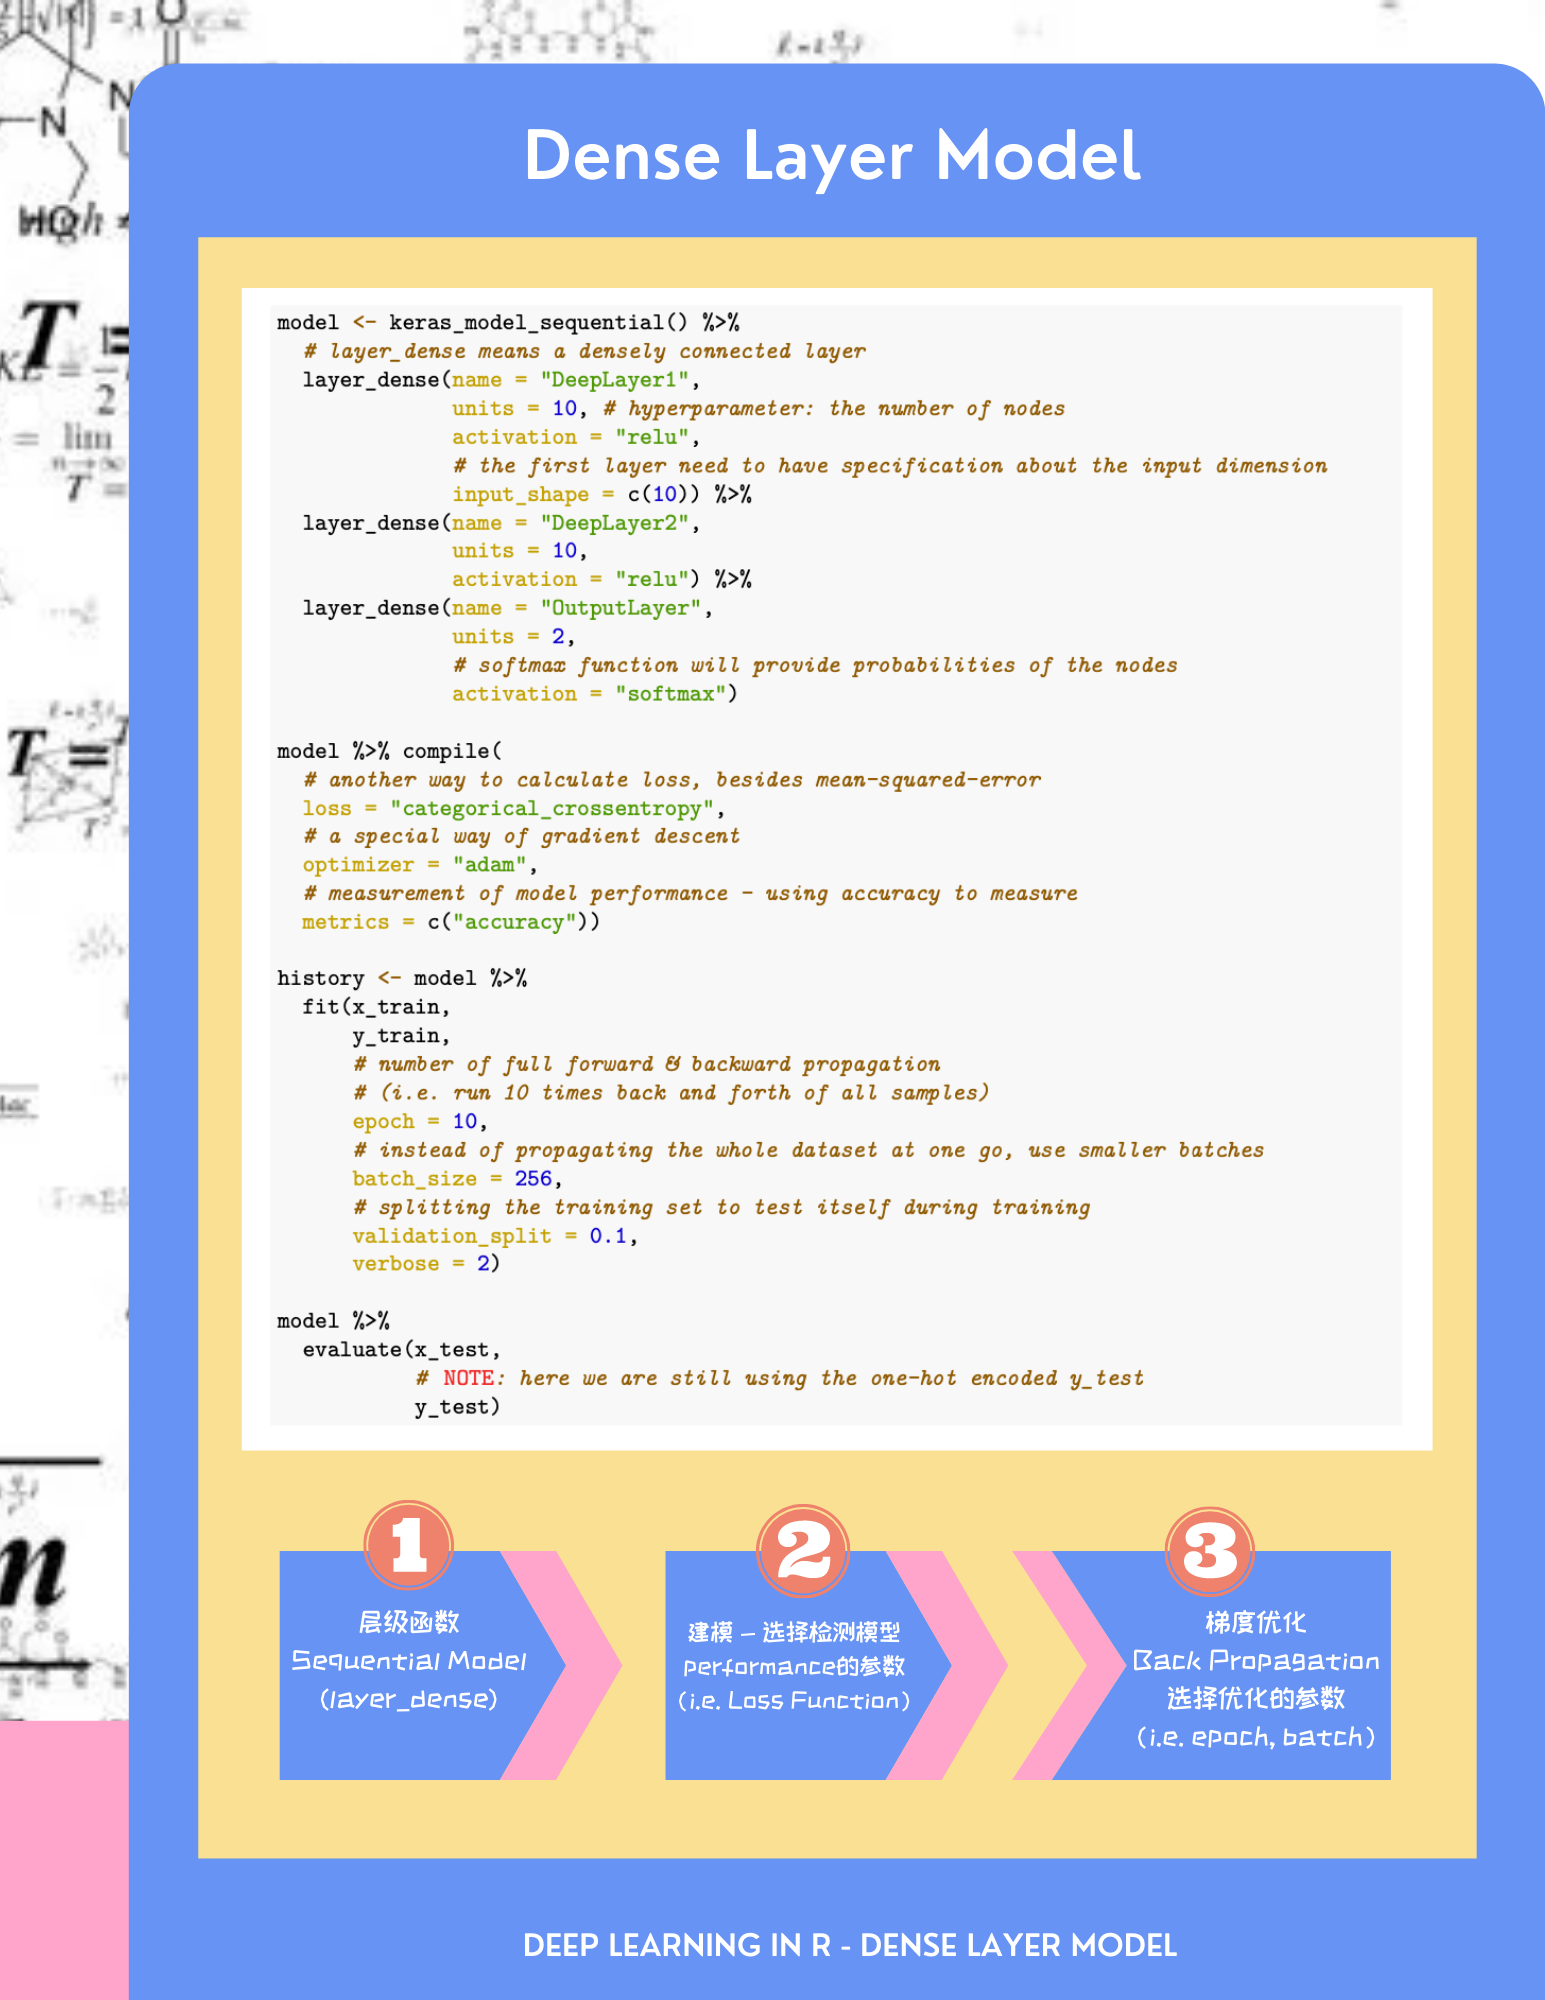 Dense Layer Model
model <- keras_model_sequential() %>%
  # layer_dense means a densely connected layer
  layer_dense(name = "DeepLayer1",
              units = 10, # hyperparameter: the number of nodes
              activation = "relu",
              # the first layer need to have specification about the input dimension
              input_shape = c(10)) %>%
  layer_dense(name = "DeepLayer2",
              units = 10,
              activation = "relu") %>%
  layer_dense(name = "OutputLayer",
              units = 2,
              # softmax function will provide probabilities of the nodes
              activation = "softmax")
model %>% compile(
  # another way to calculate loss, besides mean-squared-error
  loss = "categorical_crossentropy",
  # a special way of gradient descent
  optimizer = "adam",
  # measurement of model performance - using accuracy to measure
  metrics = c("accuracy"))
history <- model %>%
  fit(x_train,
      y_train,
      # number of full forward & backward propagation
      # (i.e. run 10 times back and forth of all samples)
      epoch = 10,
      # instead of propagating the whole dataset at one go, use smaller batches
      batch_size = 256,
      # splitting the training set to test itself during training
      validation_split = 0.1,
      verbose = 2)
model %>%
  evaluate(x_test,
           # NOTE: here we are still using the one-hot encoded y_test
           y_test)
1
层级函数
Sequential Model
(layer_dense)
2
建模 – 选择检测模型
performance的参数
(i.e. Loss Function)
3
梯度优化
Back Propagation
选择优化的参数
(i.e. epoch, batch)
DEEP LEARNING IN R - DENSE LAYER MODEL
N
N
T =
= lim
n→∞
T =
T =
m